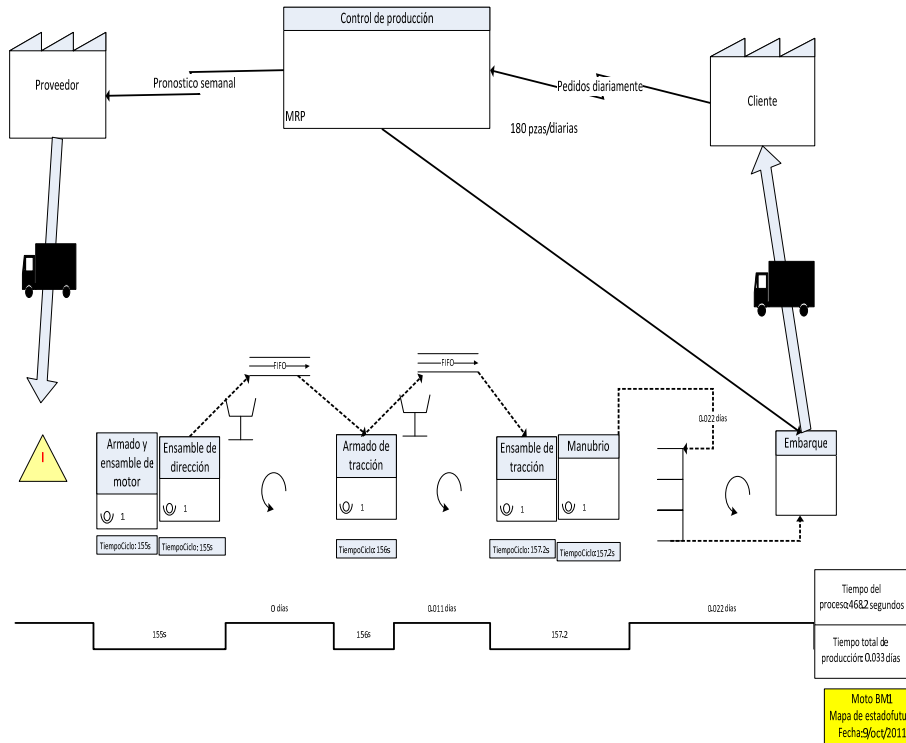 Control de producción
Proveedor
Pronostico semanal
MRP
Pedidos diariamente
180 pzas/diarias
Cliente
FIFO
FIFO
0.022 días
Armado y
ensamble de
motor
1
TiempoCiclo: 155s
Ensamble de
dirección
1
TiempoCiclo: 155s
Armado de
tracción
1
TiempoCiclo: 156s
Ensamble de
tracción
1
TiempoCiclo: 157.2s
Manubrio
1
TiempoCiclo:157.2s
Embarque
I
0 días
0.011 días
0.022 días
155s
156s
157.2
Tiempo del
proceso:468.2 segundos
Tiempo total de
producción: 0.033 días
Moto BM1
Mapa de estadofutu
Fecha:9/oct/2011